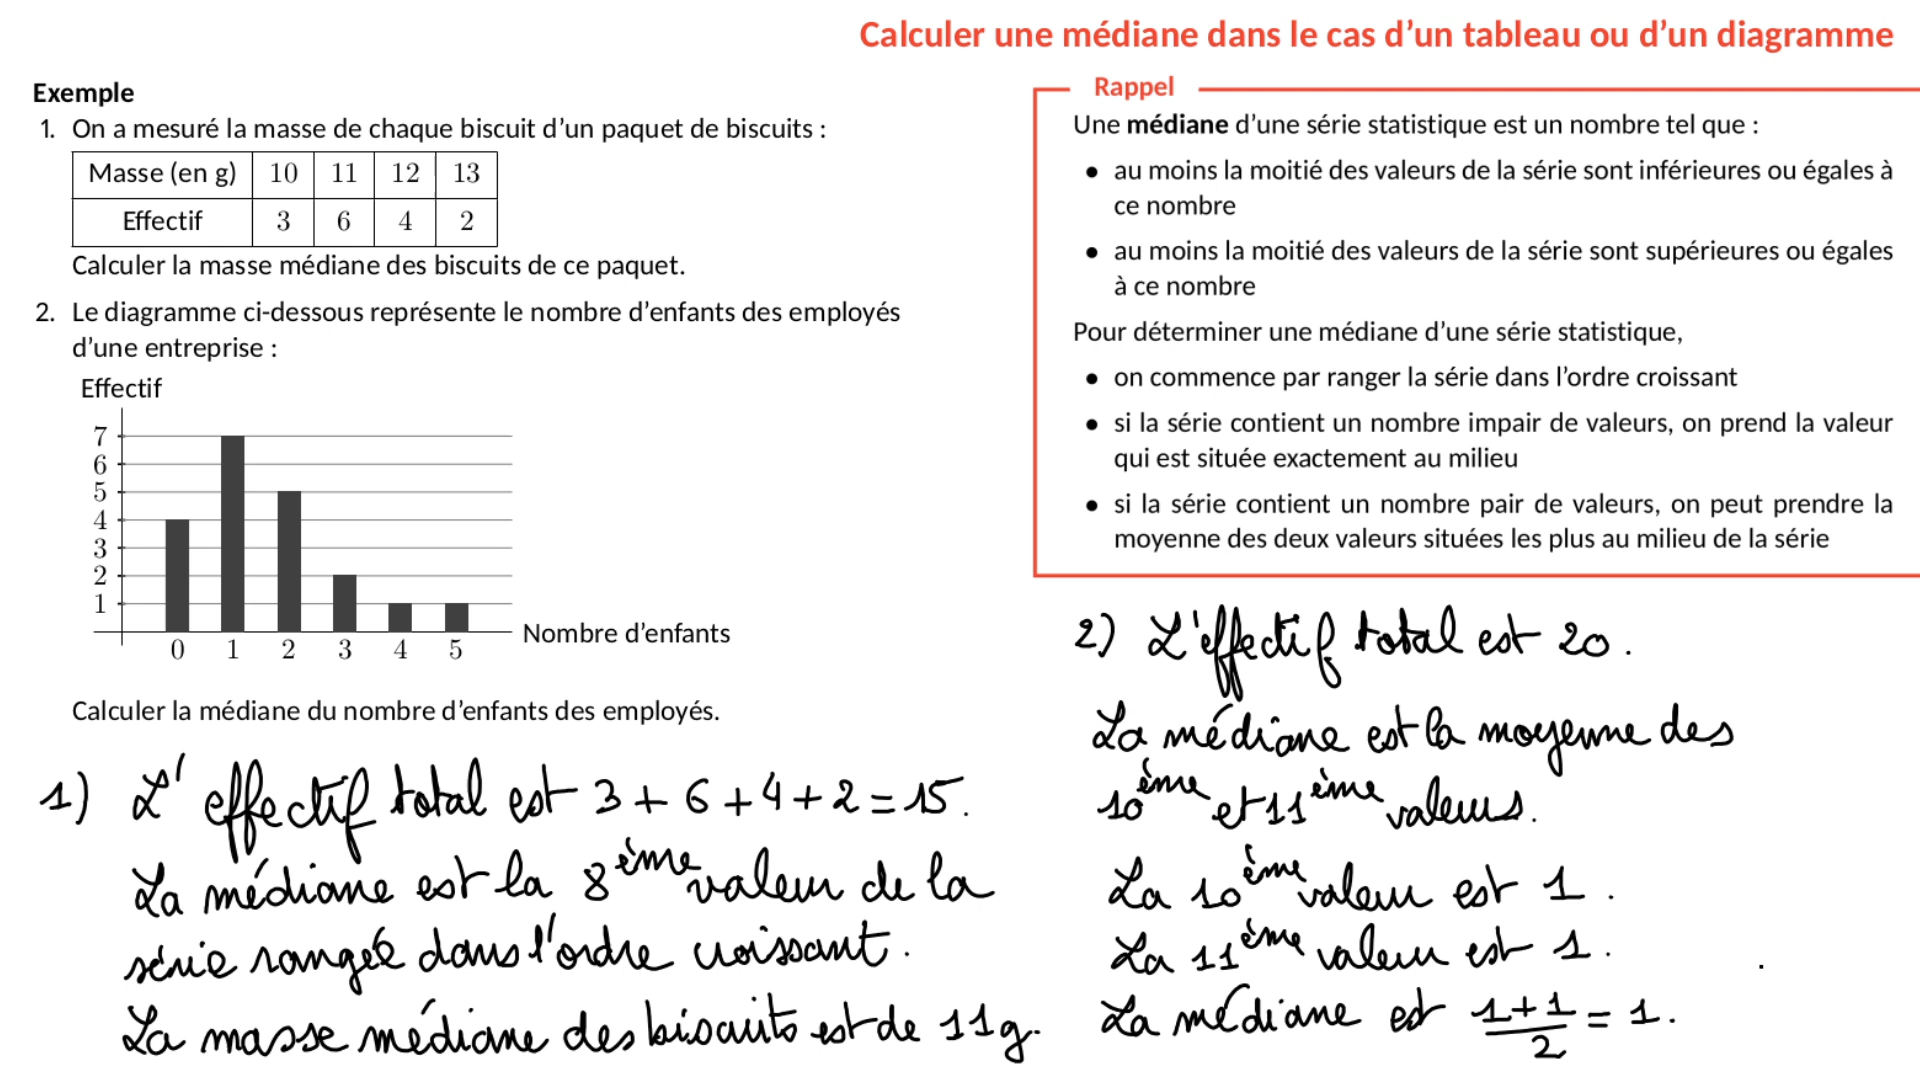 Calculer une médiane dans le cas d'un tableau ou d'un diagramme
Exemple
1. On a mesuré la masse de chaque biscuit d'un paquet de biscuits :
Masse (en g) 10 11 12 13
Effectif 3 6 4 2
Calculer la masse médiane des biscuits de ce paquet.
2. Le diagramme ci-dessous représente le nombre d'enfants des employés
d'une entreprise :
Effectif
7
6
5
4
3
2
1
0 1 2 3 4 5
Nombre d'enfants
Calculer la médiane du nombre d'enfants des employés.
1) L'effectif total est 3 + 6 + 4 + 2 = 15.
La médiane est la 8ème valeur de la
série rangée dans l'ordre croissant.
La masse médiane des biscuits est de 11g.
Rappel
Une médiane d'une série statistique est un nombre tel que :
• au moins la moitié des valeurs de la série sont inférieures ou égales à
ce nombre
• au moins la moitié des valeurs de la série sont supérieures ou égales
à ce nombre
Pour déterminer une médiane d'une série statistique,
• on commence par ranger la série dans l'ordre croissant
• si la série contient un nombre impair de valeurs, on prend la valeur
qui est située exactement au milieu
• si la série contient un nombre pair de valeurs, on peut prendre la
moyenne des deux valeurs situées les plus au milieu de la série
2) L'effectif total est 20.
La médiane est la moyenne des
10ème et 11ème valeurs.
La 10ème valeur est 1.
La 11ème valeur est 1.
La médiane est (1+1)/2 = 1.